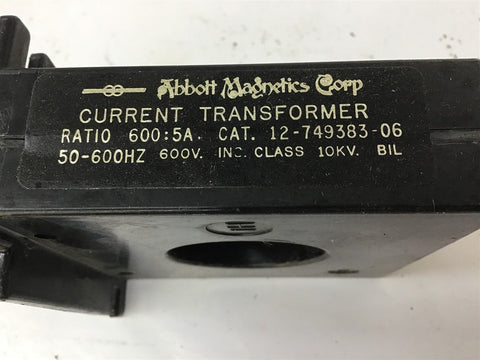 Abbott Magnetics Corp
CURRENT TRANSFORMER
RATIO 600:5A. CAT. 12-749383-06
50-600HZ 600V. INC. CLASS 10KV. BIL